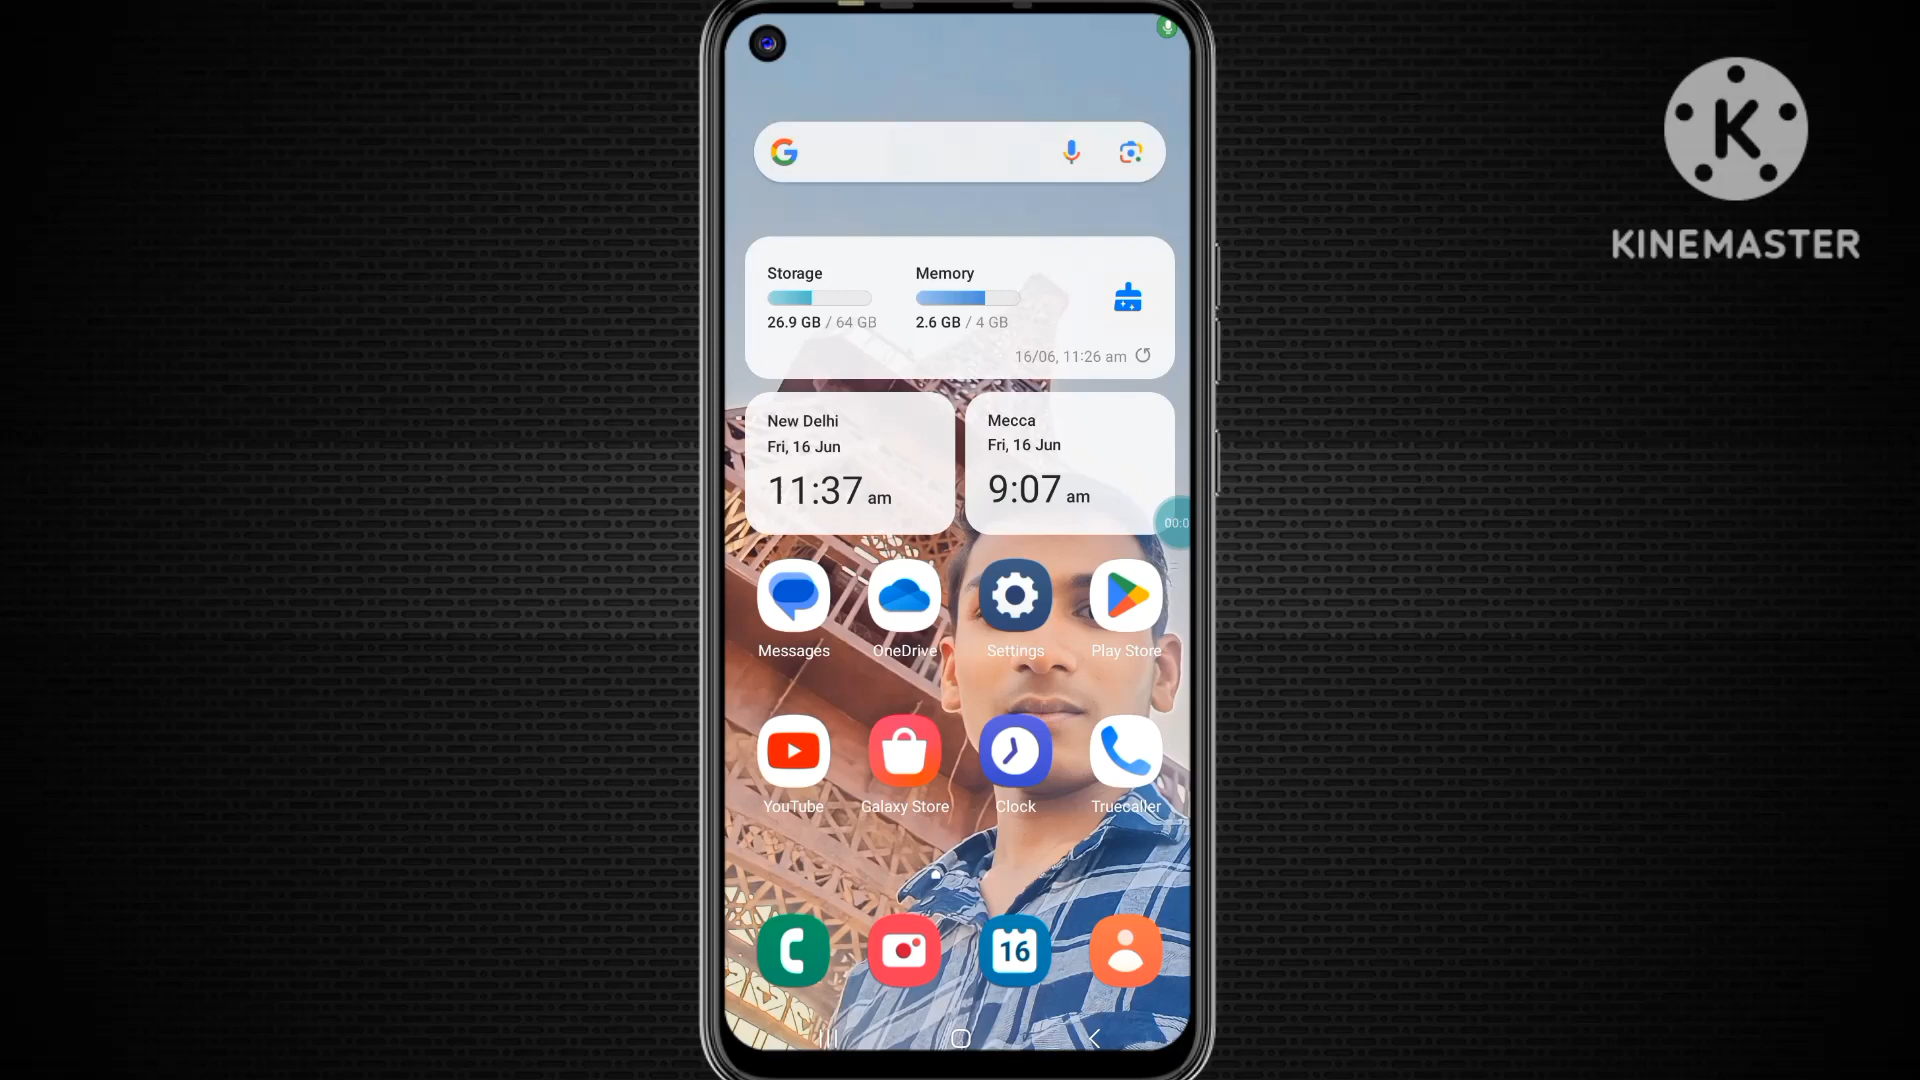 KINEMASTER
Storage
Memory
26.9 GB / 64 GB
2.6 GB / 4 GB
16/06, 11:26 am
New Delhi
Fri, 16 Jun
11:37 am
Mecca
Fri, 16 Jun
9:07 am
00:0
Messages
OneDrive
Settings
Play Store
YouTube
Galaxy Store
Clock
Truecaller
16